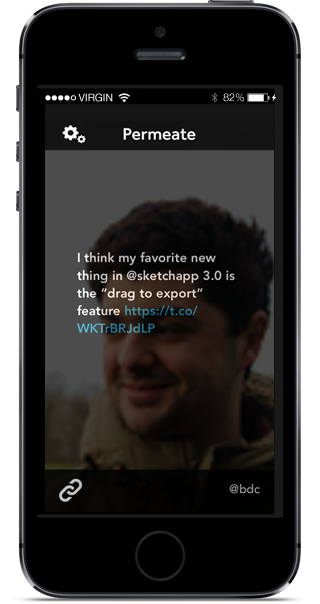 VIRGIN 82%
Permeate
I think my favorite new
thing in @sketchapp 3.0 is
the “drag to export”
feature https://t.co/
WKTrBRJdLP
@bdc